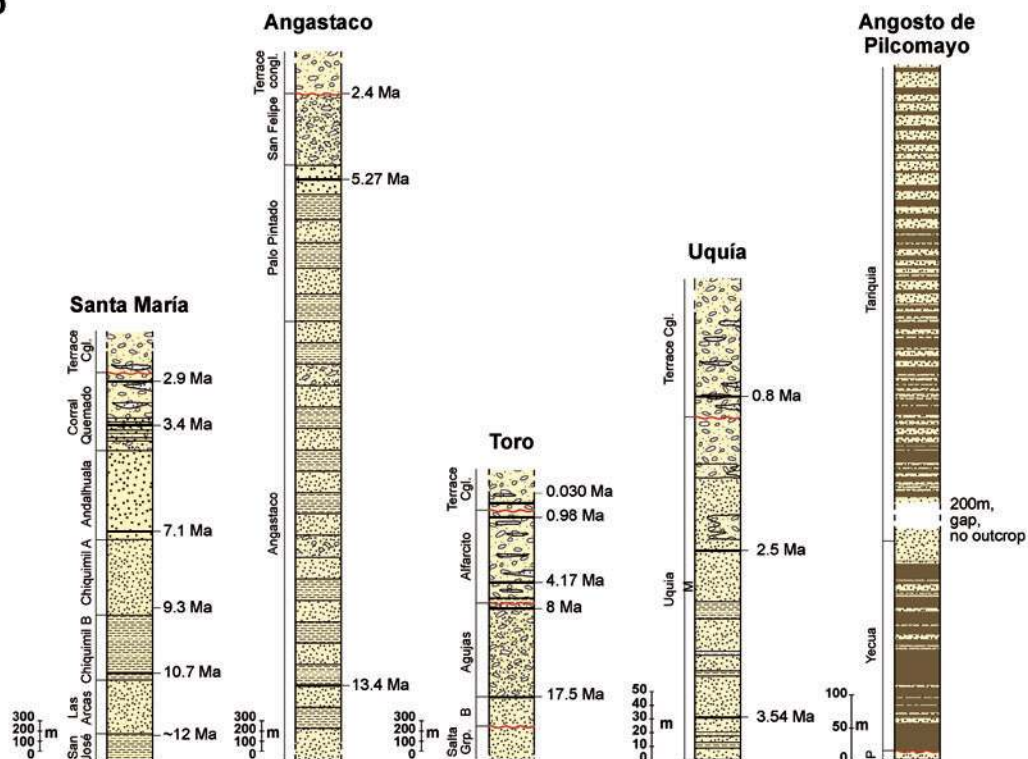 Santa María
Terrace
Cgl.
Corral
Quemado
Andalhuala
Chiquimil A
Chiquimil B
Las
Arcas
San
José
2.9 Ma
3.4 Ma
7.1 Ma
9.3 Ma
10.7 Ma
~12 Ma
300
200
100
0
m
Angastaco
Terrace
congl.
San Felipe
Palo Pintado
Angastaco
2.4 Ma
5.27 Ma
13.4 Ma
300
200
100
0
m
Toro
Terrace
Cgl.
Alfarcito
Agujas
B
Salta
Grp.
0.030 Ma
0.98 Ma
4.17 Ma
8 Ma
17.5 Ma
300
200
100
0
m
Uquía
Terrace Cgl.
Uquia
M
0.8 Ma
2.5 Ma
3.54 Ma
50
40
30
20
10
0
m
Angosto de
Pilcomayo
Tariquia
Yecua
P
200m,
gap,
no outcrop
100
50
0
m